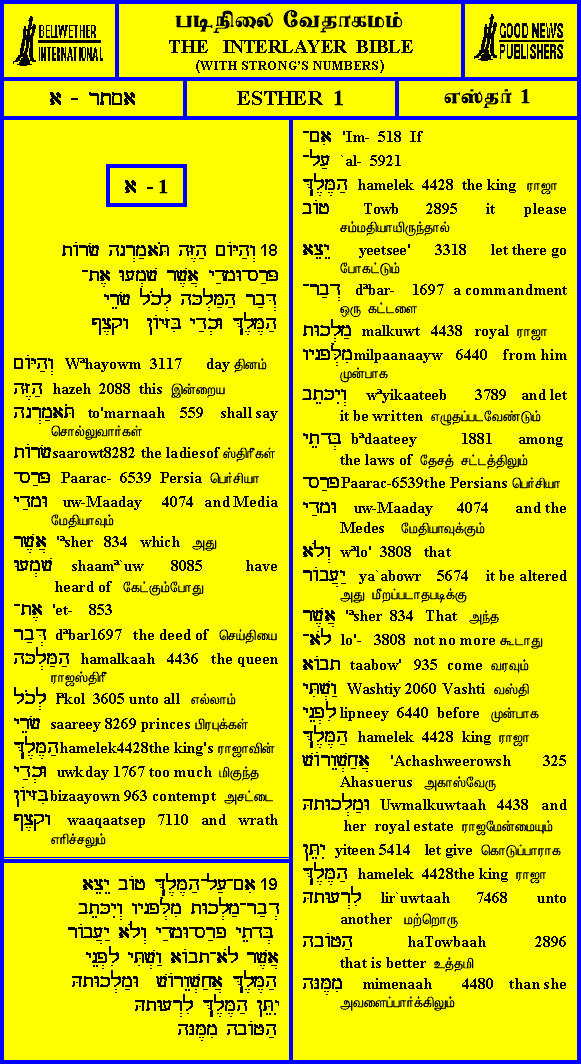 BELLWETHER
INTERNATIONAL
படிநிலை வேதாகமம்
THE INTERLAYER BIBLE
(WITH STRONG'S NUMBERS)
GOOD NEWS
PUBLISHERS
אסתר - א
ESTHER 1
எஸ்தர் 1
א - 1
18 וְהַיּוֹם הַזֶּה תֹּאמַרְנָה שָׂרוֹת
פָּרַס־וּמָדַי אֲשֶׁר שָׁמְעוּ אֶת־
דְּבַר הַמַּלְכָּה לְכֹל שָׂרֵי
הַמֶּלֶךְ וּכְדַי בִּזָּיוֹן וָקָצֶף
וְהַיּוֹם Wªhayowm 3117 day தினம்
הַזֶּה hazeh 2088 this இன்றைய
תֹּאמַרְנָה to'marnaah 559 shall say
சொல்லுவார்கள்
שָׂרוֹת saarowt8282 the ladiesof ஸ்திரீகள்
פָּרַס Paarac- 6539 Persia பெர்சியா
וּמָדַי uw-Maaday 4074 and Media
மேதியாவும்
אֲשֶׁר 'ªsher 834 which அது
שָׁמְעוּ shaamª`uw 8085 have
heard of கேட்கும்போது
אֶת־ 'et- 853
דְּבַר dªbar1697 the deed of செய்தியை
הַמַּלְכָּה hamalkaah 4436 the queen
ராஜஸ்திரீ
לְכֹל lªkol 3605 unto all எல்லாம்
שָׂרֵי saareey 8269 princes பிரபுக்கள்
הַמֶּלֶךְ hamelek4428the king's ராஜாவின்
וּכְדַי uwkday 1767 too much மிகுந்த
בִּזָּיוֹן bizaayown 963 contempt அசட்டை
וָקָצֶף waaqaatsep 7110 and wrath
எரிச்சலும்
19 אִם־עַל־הַמֶּלֶךְ טוֹב יֵצֵא
דְבַר־מַלְכוּת מִלְּפָנָיו וְיִכָּתֵב
בְּדָתֵי פָרַס־וּמָדַי וְלֹא יַעֲבוֹר
אֲשֶׁר לֹא־תָבוֹא וַשְׁתִּי לִפְנֵי
הַמֶּלֶךְ אֲחַשְׁוֵרוֹשׁ וּמַלְכוּתָהּ
יִתֵּן הַמֶּלֶךְ לִרְעוּתָהּ
הַטּוֹבָה מִמֶּנָּה
אִם־ 'Im- 518 If
עַל־ `al- 5921
הַמֶּלֶךְ hamelek 4428 the king ராஜா
טוֹב Towb 2895 it please
சம்மதியாயிருந்தால்
יֵצֵא yeetsee' 3318 let there go
போகட்டும்
דְבַר־ dªbar- 1697 a commandment
ஒரு கட்டளை
מַלְכוּת malkuwt 4438 royal ராஜா
מִלְּפָנָיו milpaanaayw 6440 from him
முன்பாக
וְיִכָּתֵב wªyikaateeb 3789 and let
it be written எழுதப்படவேண்டும்
בְּדָתֵי bªdaateey 1881 among
the laws of தேசத் சட்டத்திலும்
פָרַס Paarac-6539the Persians பெர்சியா
וּמָדַי uw-Maaday 4074 and the
Medes மேதியாவுக்கும்
וְלֹא wªlo' 3808 that
יַעֲבוֹר ya`abowr 5674 it be altered
அது மீறப்படாதபடிக்கு
אֲשֶׁר 'ªsher 834 That அந்த
לֹא־ lo'- 3808 not no more கூடாது
תָבוֹא taabow' 935 come வரவும்
וַשְׁתִּי Washtiy 2060 Vashti வஸ்தி
לִפְנֵי lipneey 6440 before முன்பாக
הַמֶּלֶךְ hamelek 4428 king ராஜா
אֲחַשְׁוֵרוֹשׁ 'Achashweerowsh 325
Ahasuerus அகாஸ்வேரு
וּמַלְכוּתָהּ Uwmalkuwtaah 4438 and
her royal estate ராஜமேன்மையும்
יִתֵּן yiteen 5414 let give கொடுப்பாராக
הַמֶּלֶךְ hamelek 4428the king ராஜா
לִרְעוּתָהּ lir`uwtaah 7468 unto
another மற்றொரு
הַטּוֹבָה haTowbaah 2896
that is better உத்தமி
מִמֶּנָּה mimenaah 4480 than she
அவளைப்பார்க்கிலும்